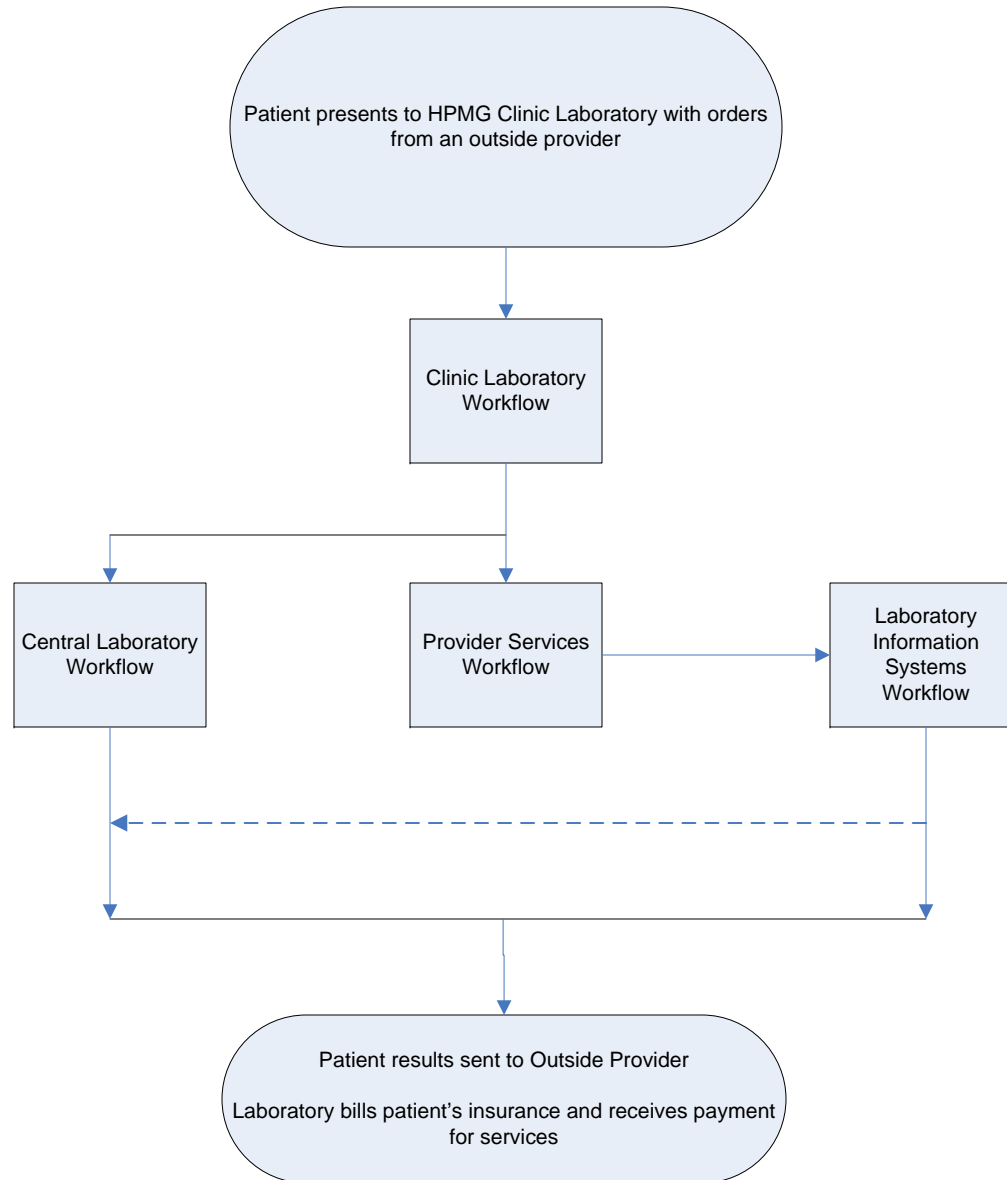 Patient presents to HPMG Clinic Laboratory with orders
from an outside provider
Clinic Laboratory
Workflow
Central Laboratory
Workflow
Provider Services
Workflow
Laboratory
Information
Systems
Workflow
Patient results sent to Outside Provider
Laboratory bills patient’s insurance and receives payment
for services